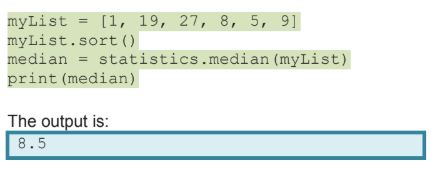 myList = [1, 19, 27, 8, 5, 9]
myList.sort()
median = statistics.median(myList)
print(median)
The output is:
8.5